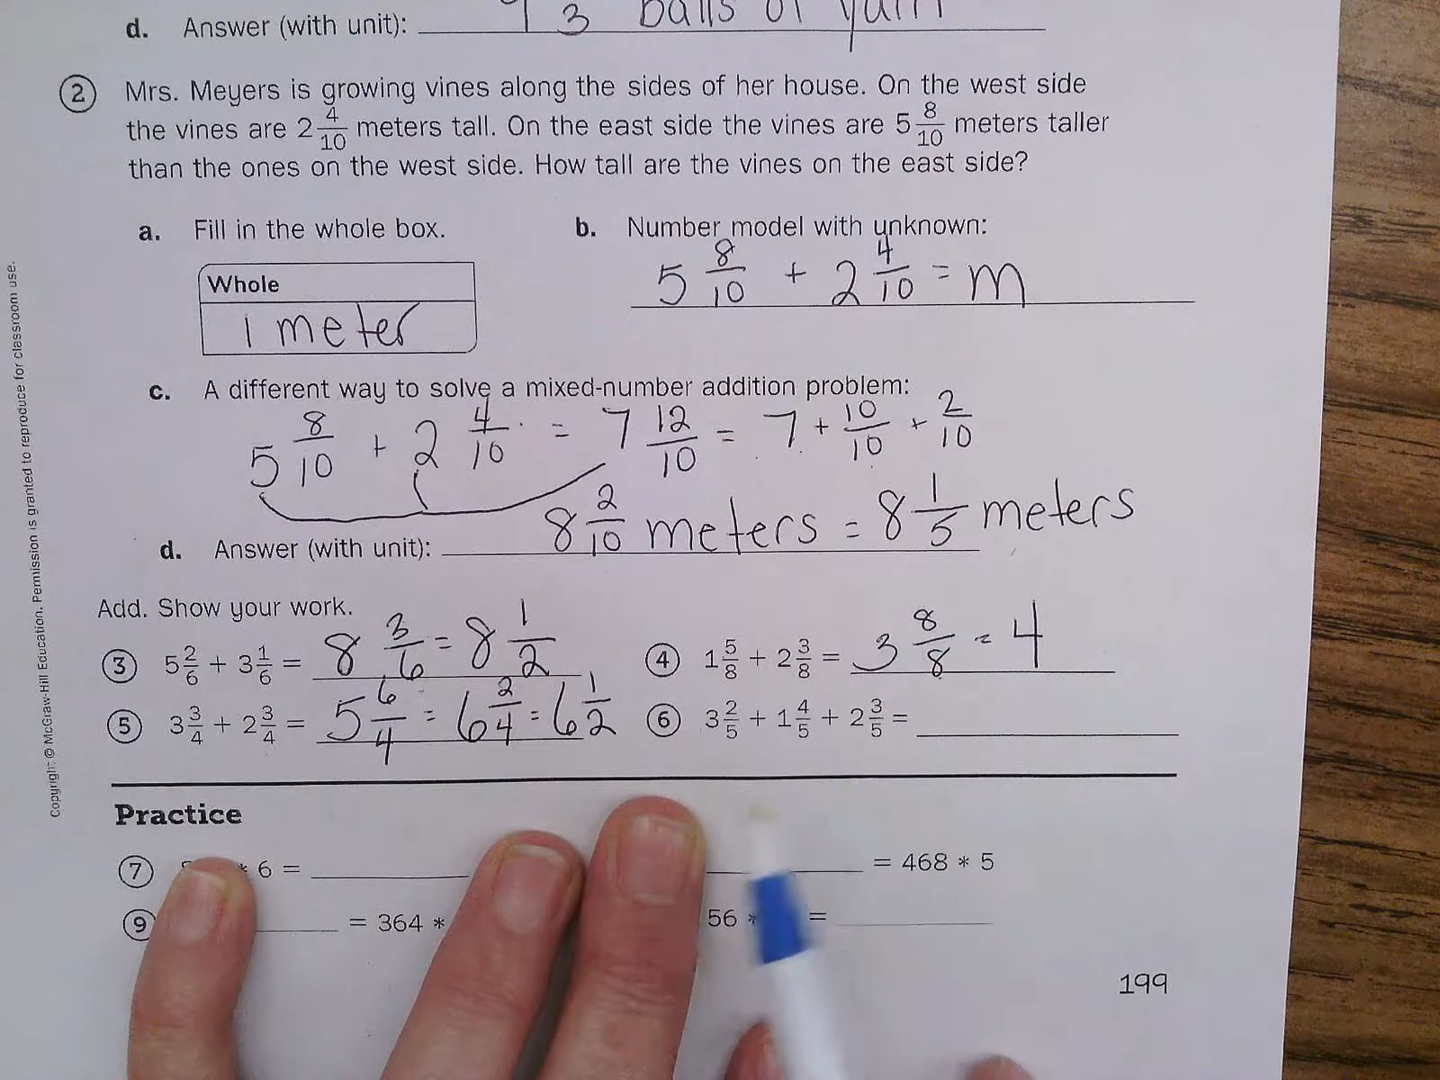 d. Answer (with unit): 3 balls of yarn
② Mrs. Meyers is growing vines along the sides of her house. On the west side
the vines are 2 4/10 meters tall. On the east side the vines are 5 8/10 meters taller
than the ones on the west side. How tall are the vines on the east side?
a. Fill in the whole box. b. Number model with unknown:
Whole
1 meter
5 8/10 + 2 4/10 = m
c. A different way to solve a mixed-number addition problem:
5 8/10 + 2 4/10 = 7 12/10 = 7 + 10/10 + 2/10
d. Answer (with unit): 8 2/10 meters = 8 1/5 meters
Add. Show your work.
③ 5 2/6 + 3 1/6 = 8 3/6 = 8 1/2 ④ 1 5/8 + 2 3/8 = 3 8/8 = 4
⑤ 3 3/4 + 2 3/4 = 5 6/4 = 6 2/4 = 6 1/2 ⑥ 3 2/5 + 1 4/5 + 2 3/5 =
Practice
⑦ * 6 = = 468 * 5
⑨ = 364 * 56 * =
199
Copyright © McGraw-Hill Education. Permission is granted to reproduce for classroom use.